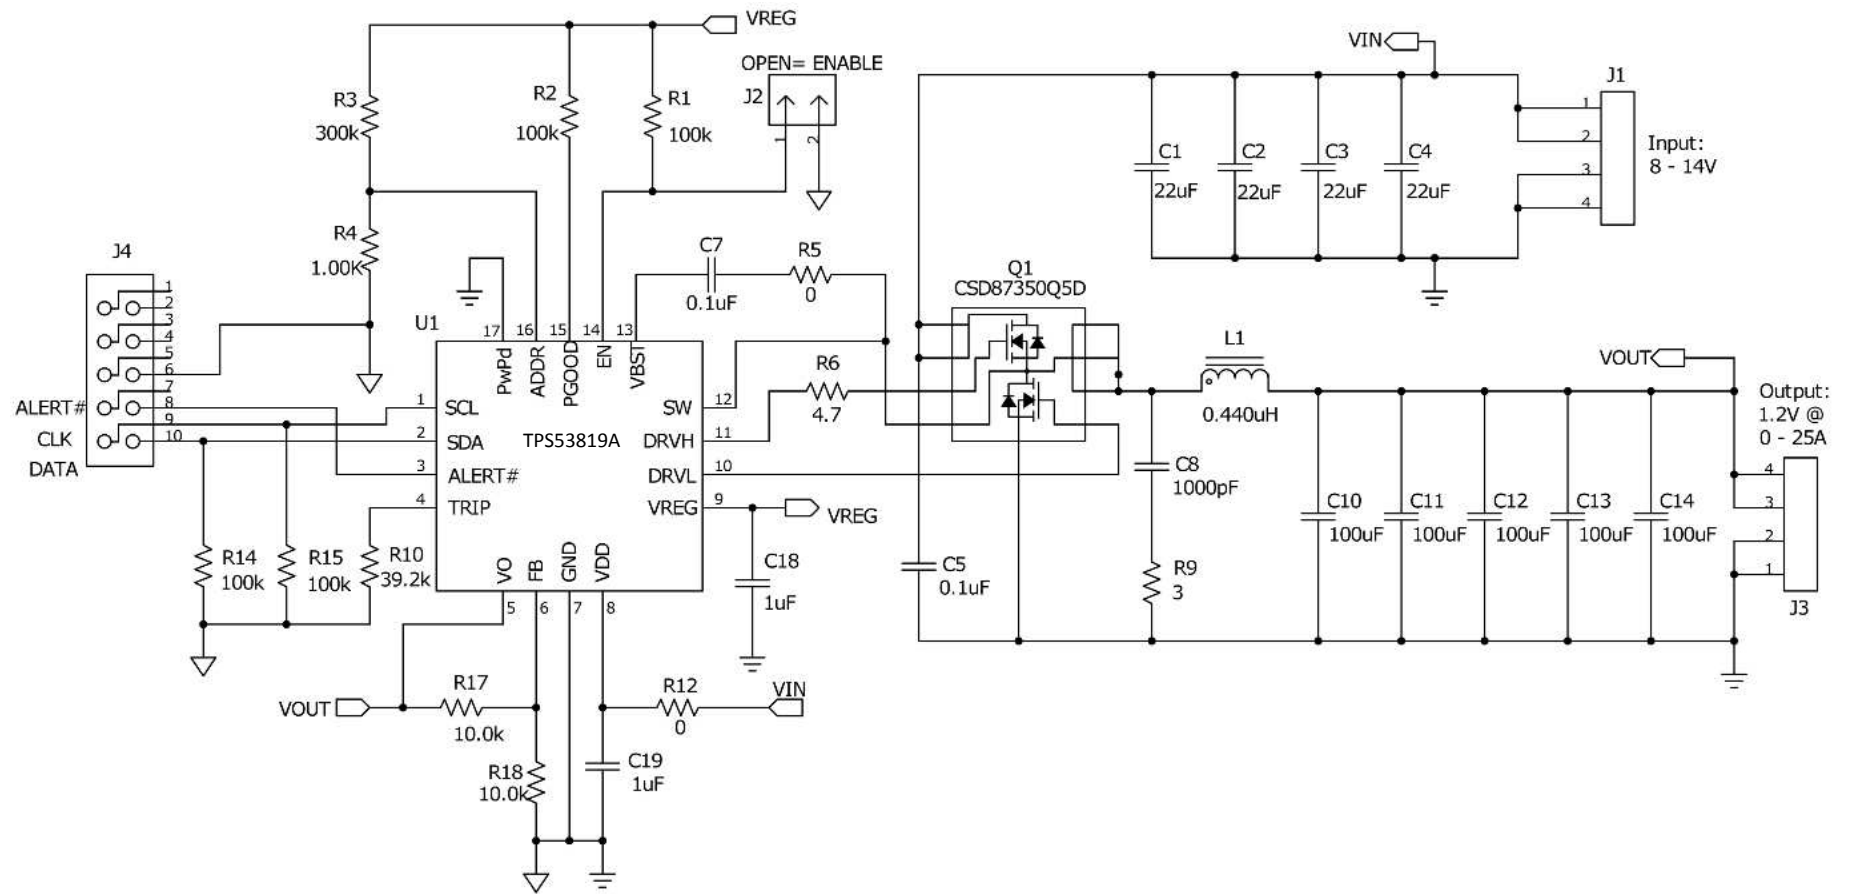 VREG
OPEN= ENABLE
J2
1
2
R3
300k
R2
100k
R1
100k
VIN
J1
1
2
3
4
Input:
8 - 14V
C1
22uF
C2
22uF
C3
22uF
C4
22uF
R4
1.00K
J4
1
2
3
4
5
6
7
8
9
10
ALERT#
CLK
DATA
C7
0.1uF
R5
0
Q1
CSD87350Q5D
U1
17
16
15
14
13
PwPd
ADDR
PGOOD
EN
VBST
1
SCL
2
SDA
3
ALERT#
4
TRIP
TPS53819A
SW
12
DRVH
11
DRVL
10
VREG
9
VO
FB
GND
VDD
5
6
7
8
R6
4.7
L1
0.440uH
VOUT
Output:
1.2V @
0 - 25A
4
3
2
1
J3
C8
1000pF
R9
3
C10
100uF
C11
100uF
C12
100uF
C13
100uF
C14
100uF
VREG
C18
1uF
C5
0.1uF
R14
100k
R15
100k
R10
39.2k
VOUT
R17
10.0k
R12
0
VIN
R18
10.0k
C19
1uF